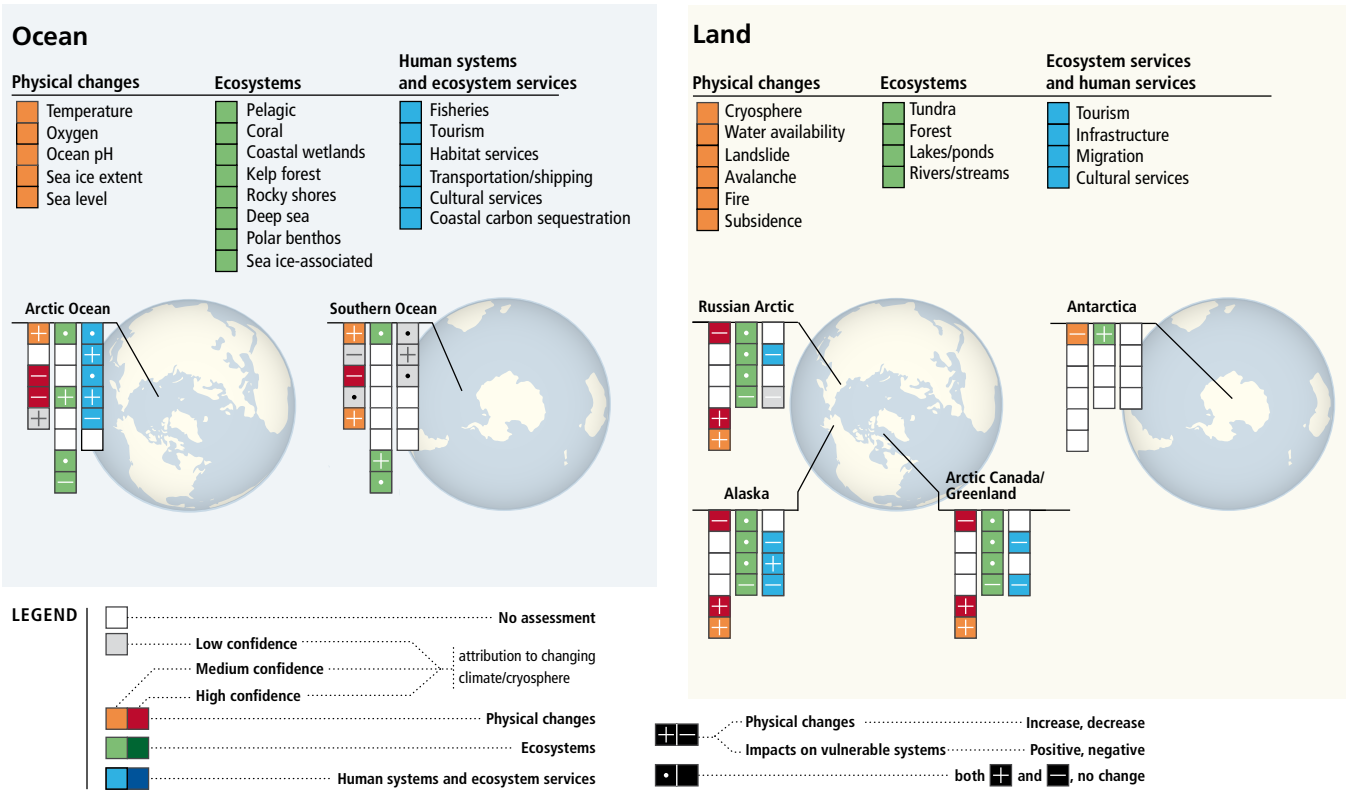 Ocean
Physical changes
Temperature
Oxygen
Ocean pH
Sea ice extent
Sea level
Ecosystems
Pelagic
Coral
Coastal wetlands
Kelp forest
Rocky shores
Deep sea
Polar benthos
Sea ice-associated
Human systems
and ecosystem services
Fisheries
Tourism
Habitat services
Transportation/shipping
Cultural services
Coastal carbon sequestration
Arctic Ocean
Southern Ocean
Land
Physical changes
Cryosphere
Water availability
Landslide
Avalanche
Fire
Subsidence
Ecosystems
Tundra
Forest
Lakes/ponds
Rivers/streams
Ecosystem services
and human services
Tourism
Infrastructure
Migration
Cultural services
Russian Arctic
Antarctica
Alaska
Arctic Canada/
Greenland
LEGEND
No assessment
Low confidence
Medium confidence
High confidence
attribution to changing
climate/cryosphere
Physical changes
Ecosystems
Human systems and ecosystem services
Physical changes Increase, decrease
Impacts on vulnerable systems Positive, negative
both + and −, no change